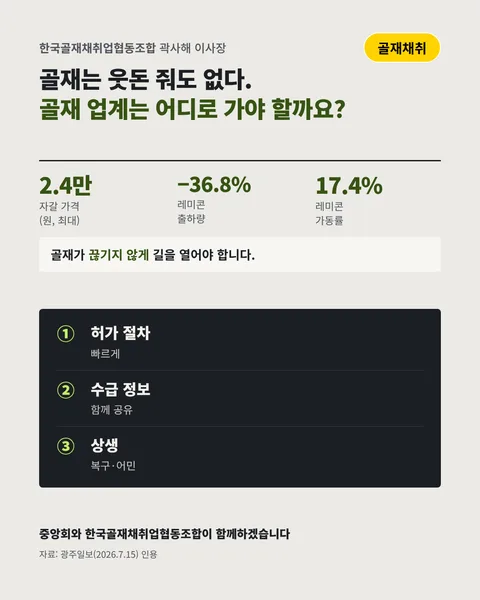 한국골재채취업협동조합 곽사해 이사장
골재채취
골재는 웃돈 줘도 없다.
골재 업계는 어디로 가야 할까요?
2.4만
자갈 가격
(원, 최대)
−36.8%
레미콘
출하량
17.4%
레미콘
가동률
골재가 끊기지 않게 길을 열어야 합니다.
1
허가 절차
빠르게
2
수급 정보
함께 공유
3
상생
복구·어민
중앙회와 한국골재채취업협동조합이 함께하겠습니다
자료: 광주일보(2026.7.15) 인용